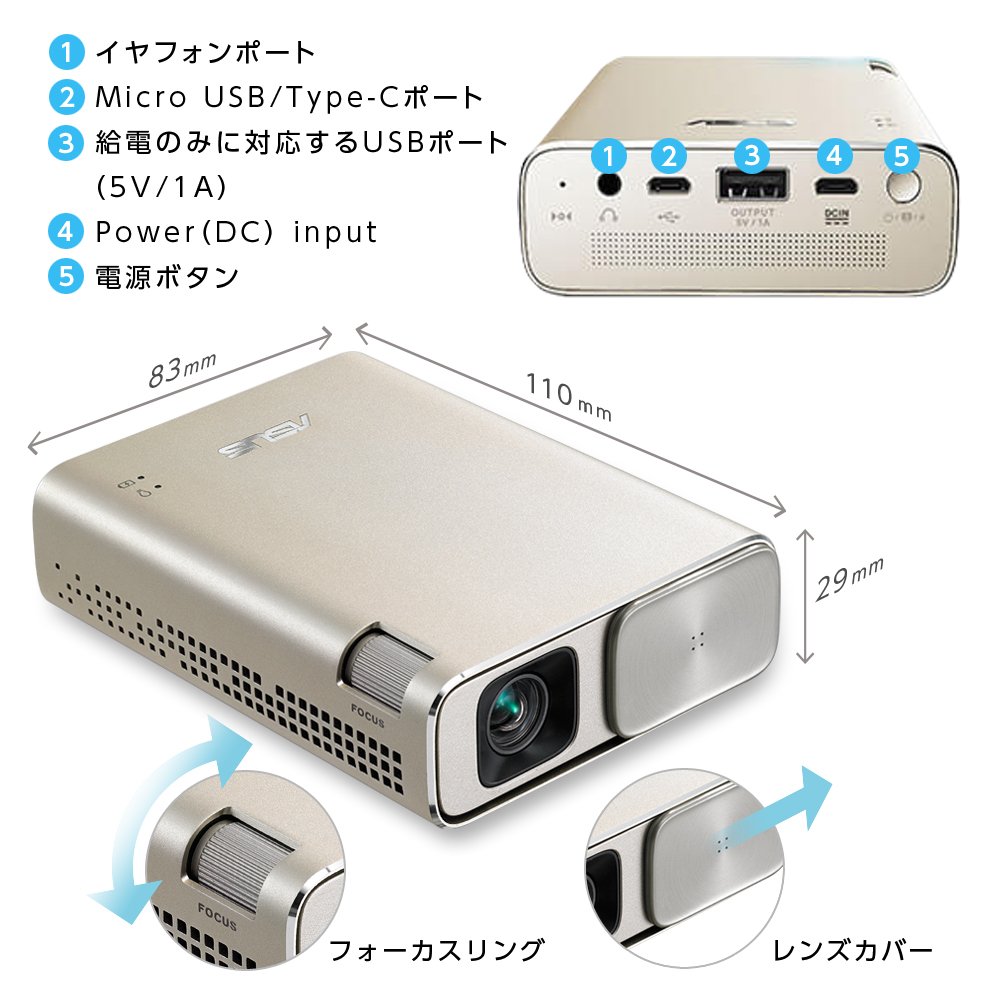 1 イヤフォンポート
2 Micro USB/Type-Cポート
3 給電のみに対応するUSBポート
(5V/1A)
4 Power(DC) input
5 電源ボタン
1 2 3 4 5
OUTPUT
5V/1A
DC IN
83mm
110mm
ASUS
29mm
FOCUS
FOCUS
フォーカスリング
レンズカバー